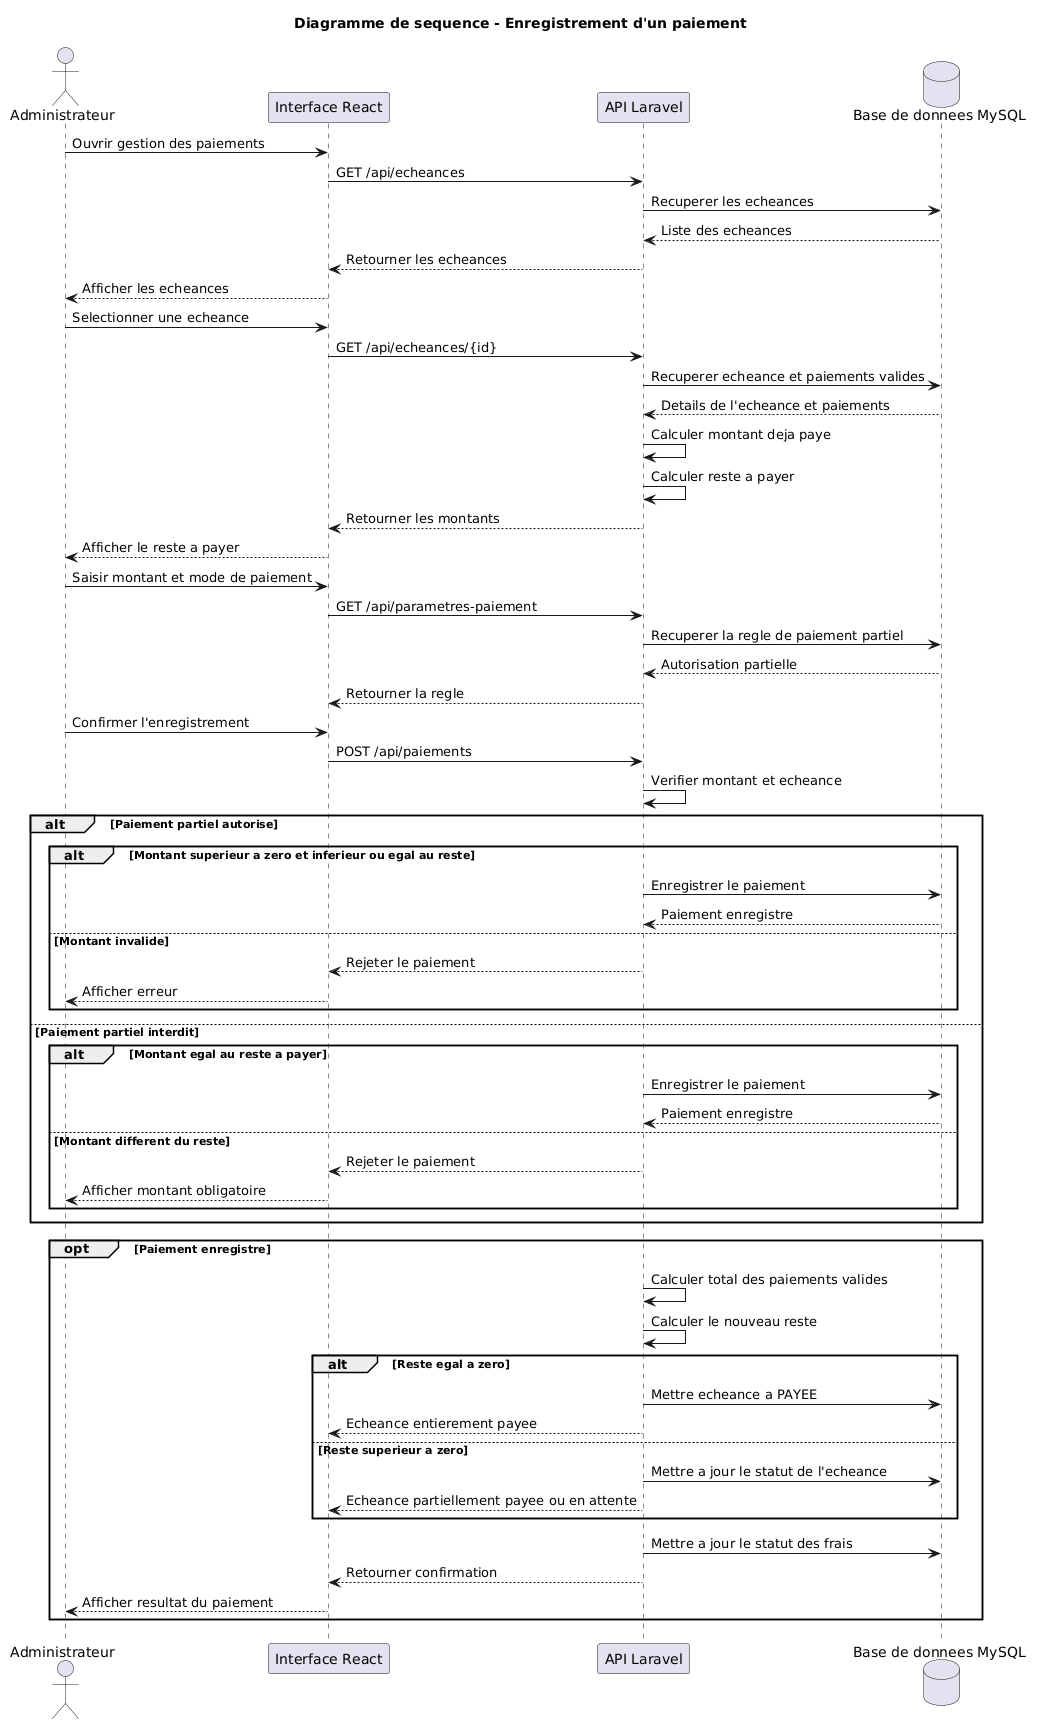 Diagramme de sequence - Enregistrement d'un paiement
Administrateur
Interface React
API Laravel
Base de donnees MySQL
Ouvrir gestion des paiements
GET /api/echeances
Recuperer les echeances
Liste des echeances
Retourner les echeances
Afficher les echeances
Selectionner une echeance
GET /api/echeances/{id}
Recuperer echeance et paiements valides
Details de l'echeance et paiements
Calculer montant deja paye
Calculer reste a payer
Retourner les montants
Afficher le reste a payer
Saisir montant et mode de paiement
GET /api/parametres-paiement
Recuperer la regle de paiement partiel
Autorisation partielle
Retourner la regle
Confirmer l'enregistrement
POST /api/paiements
Verifier montant et echeance
alt [Paiement partiel autorise]
alt [Montant superieur a zero et inferieur ou egal au reste]
Enregistrer le paiement
Paiement enregistre
[Montant invalide]
Rejeter le paiement
Afficher erreur
[Paiement partiel interdit]
alt [Montant egal au reste a payer]
Enregistrer le paiement
Paiement enregistre
[Montant different du reste]
Rejeter le paiement
Afficher montant obligatoire
opt [Paiement enregistre]
Calculer total des paiements valides
Calculer le nouveau reste
alt [Reste egal a zero]
Mettre echeance a PAYEE
Echeance entierement payee
[Reste superieur a zero]
Mettre a jour le statut de l'echeance
Echeance partiellement payee ou en attente
Mettre a jour le statut des frais
Retourner confirmation
Afficher resultat du paiement
Administrateur
Interface React
API Laravel
Base de donnees MySQL